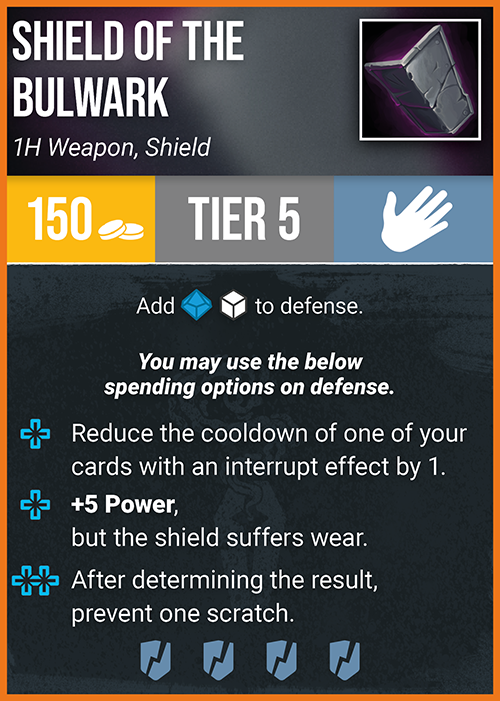 SHIELD OF THE
BULWARK
1H Weapon, Shield
150
TIER 5
Add to defense.
You may use the below
spending options on defense.
Reduce the cooldown of one of your
cards with an interrupt effect by 1.
+5 Power,
but the shield suffers wear.
After determining the result,
prevent one scratch.